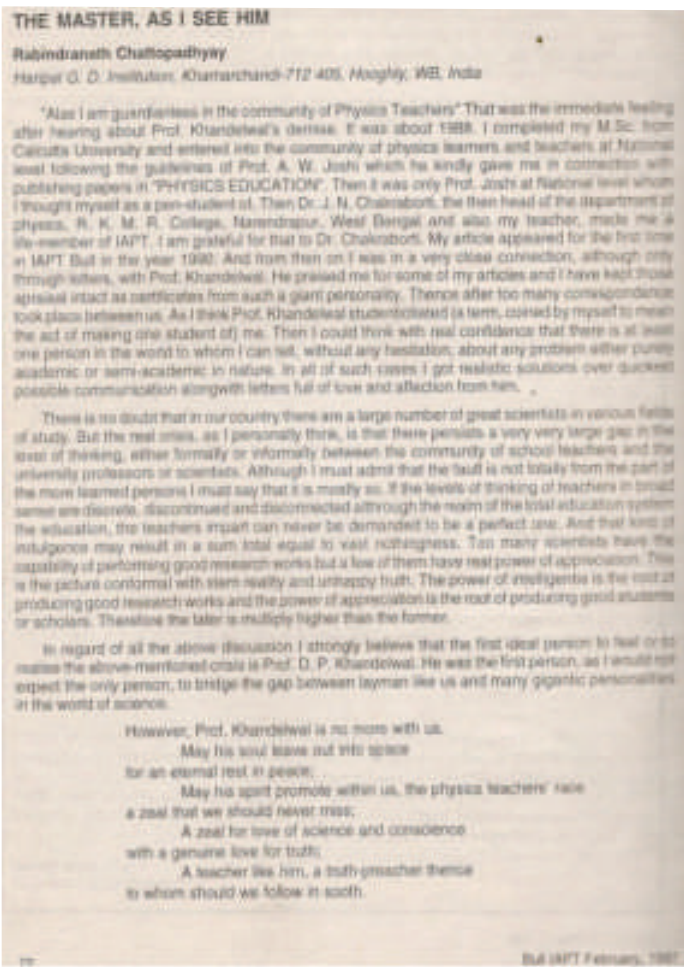 THE MASTER, AS I SEE HIM
Rabindranath Chattopadhyay
Haripal G. D. Institution, Khamarchandi-712 405, Hooghly, WB, India
"Alas I am guardianless in the community of Physics Teachers" That was the immediate feeling
after hearing about Prof. Khandelwal's demise. It was about 1988. I completed my M.Sc. from
Calcutta University and entered into the community of physics learners and teachers at National
level following the guidelines of Prof. A. W. Joshi which he kindly gave me in connection with
publishing papers in "PHYSICS EDUCATION". Then it was only Prof. Joshi at National level whom
I thought myself as a pen-student of. Then Dr. J. N. Chakraborti, the then head of the department of
physics, R. K. M. R. College, Narendrapur, West Bengal and also my teacher, made me a
life-member of IAPT. I am grateful for that to Dr. Chakraborti. My article appeared for the first time
in IAPT Bull in the year 1990. And from then on I was in a very close connection, although only
through letters, with Prof. Khandelwal. He praised me for some of my articles and I have kept those
apraisal intact as certificates from such a giant personality. Thence after too many correspondence
took place between us. As I think Prof. Khandelwal studentiated (a term, coined by myself to mean
the act of making one student of) me. Then I could think with real confidence that there is at least
one person in the world to whom I can tell, without any hesitation, about any problem either purely
academic or semi-academic in nature. In all of such cases I got realistic solutions over quickest
possible communication alongwith letters full of love and affection from him.
There is no doubt that in our country there are a large number of great scientists in various fields
of study. But the real crisis, as I personally think, is that there persists a very very large gap in the
level of thinking, either formally or informally between the community of school teachers and the
university professors or scientists. Although I must admit that the fault is not totally from the part of
the more learned persons I must say that it is mostly so. If the levels of thinking of teachers in broad
sense are discrete, discontinued and disconnected through the realm of the total education system
the education, the teachers impart can never be demanded to be a perfect one. And that kind of
indulgence may result in a sum total equal to vast nothingness. Too many scientists have the
capability of performing good research works but a few of them have real power of appreciation. This
is the picture conformal with stern reality and unhappy truth. The power of intelligentia is the root of
producing good research works and the power of appreciation is the root of producing good students
or scholars. Therefore the later is multiply higher than the former.
In regard of all the above discussion I strongly believe that the first ideal person to feel or to
realise the above-mentioned crisis is Prof. D. P. Khandelwal. He was the first person, as I would not
expect the only person, to bridge the gap between layman like us and many gigantic personalities
in the world of science.
However, Prof. Khandelwal is no more with us.
May his soul leave out into space
for an eternal rest in peace;
May his spirit promote within us, the physics teachers' race
a zeal that we should never miss;
A zeal for love of science and conscience
with a genuine love for truth;
A teacher like him, a truth-preacher thence
to whom should we follow in sooth.
Bull IAPT February, 1997